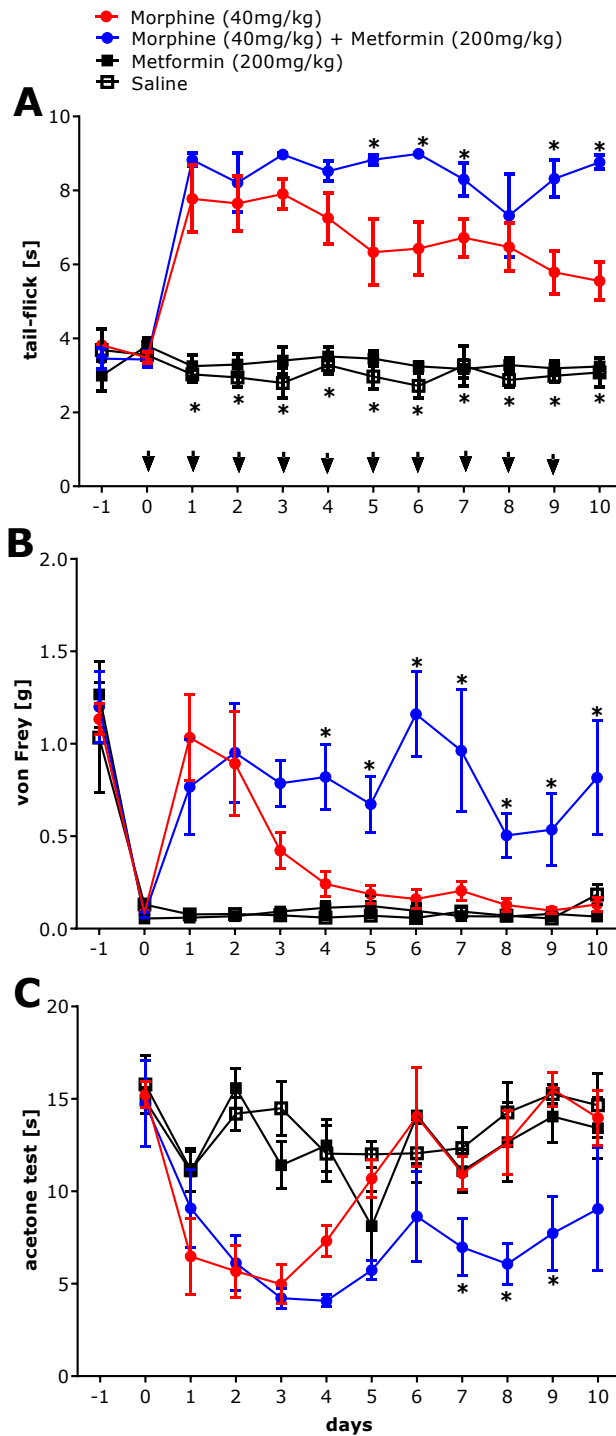 Morphine (40mg/kg)
Morphine (40mg/kg) + Metformin (200mg/kg)
Metformin (200mg/kg)
Saline
A
10
8
6
4
2
0
tail-flick [s]
* * * * *
* * * * * * * * * *
-1 0 1 2 3 4 5 6 7 8 9 10
B
2.0
1.5
1.0
0.5
0.0
von Frey [g]
* * * * * * *
-1 0 1 2 3 4 5 6 7 8 9 10
C
20
15
10
5
0
acetone test [s]
* * *
-1 0 1 2 3 4 5 6 7 8 9 10
days